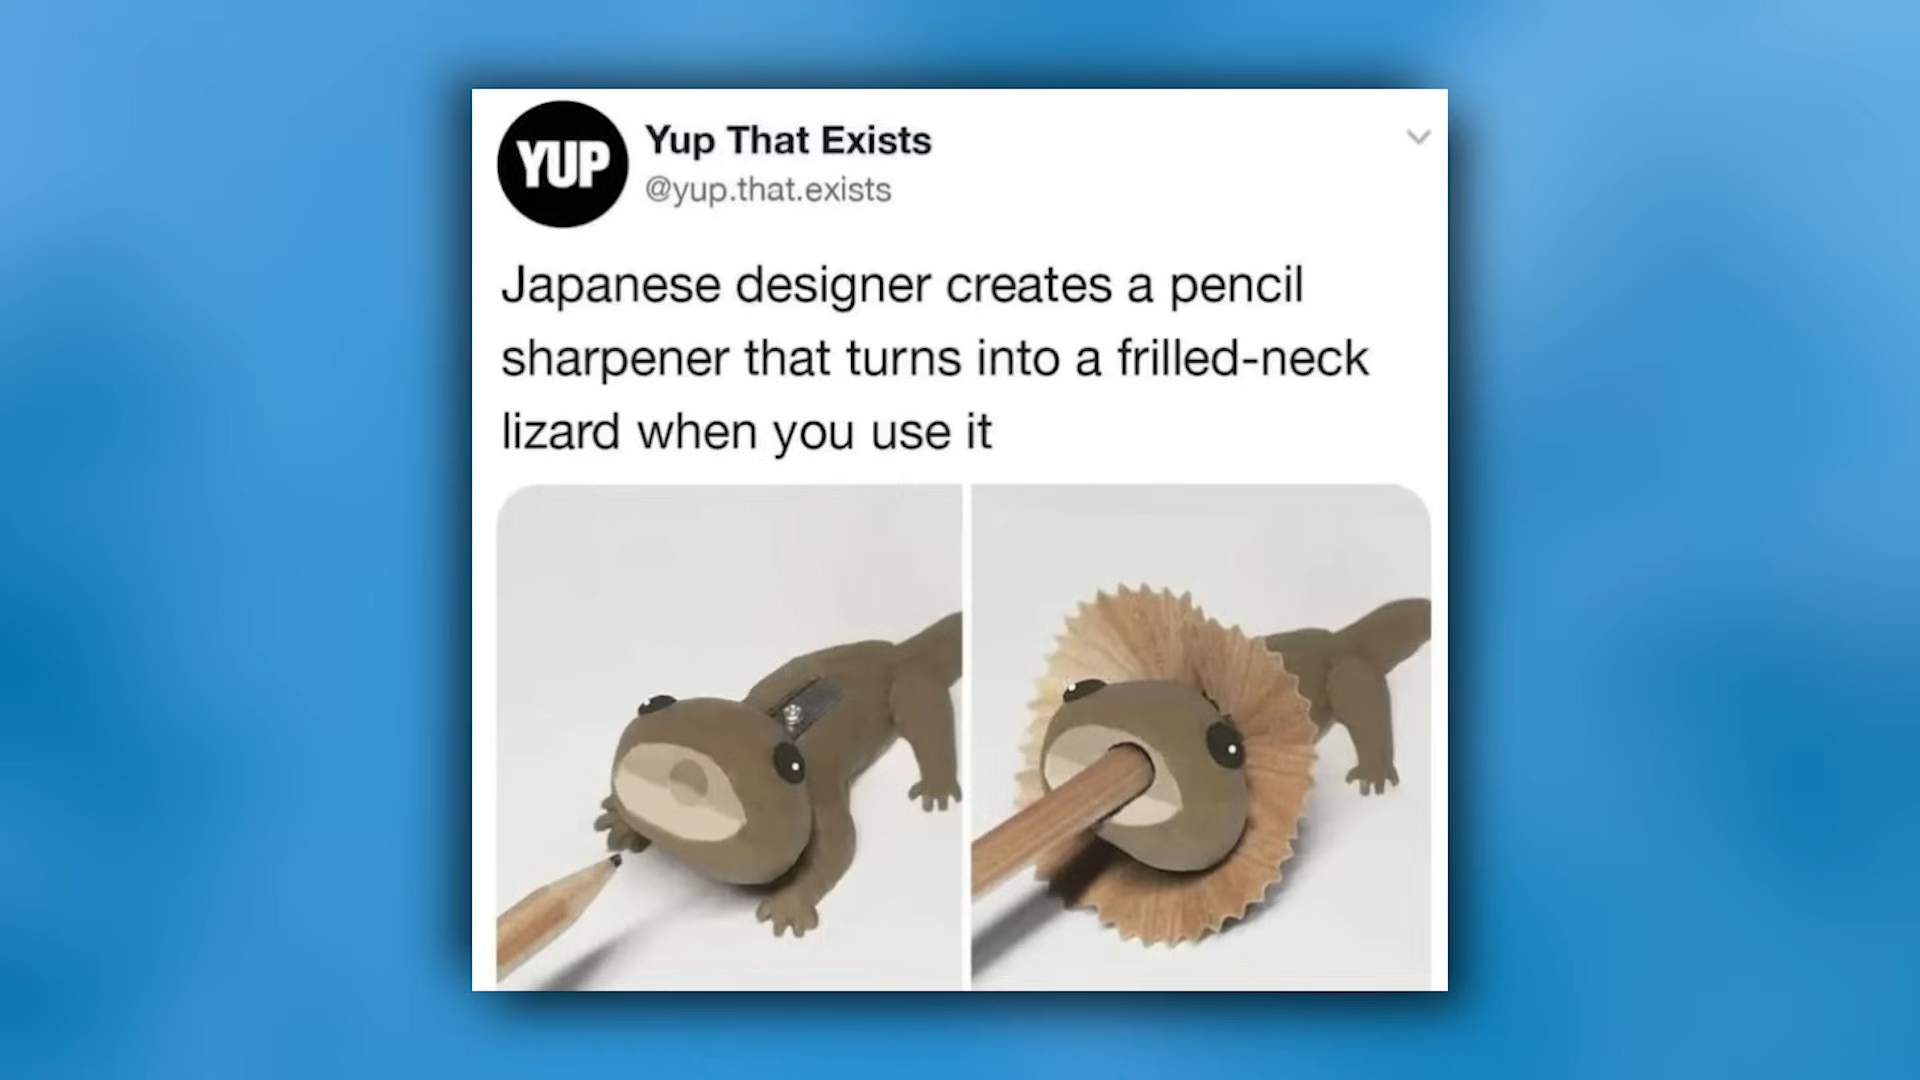 YUP
Yup That Exists
@yup.that.exists
Japanese designer creates a pencil
sharpener that turns into a frilled-neck
lizard when you use it